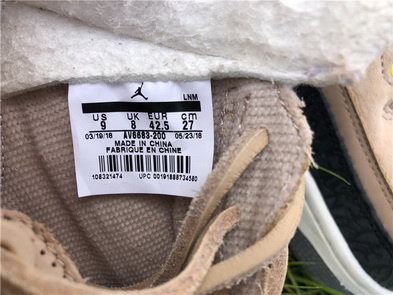 LNM
US UK EUR cm
9 8 42.5 27
03/19/18 AV6683-200 05/23/18
MADE IN CHINA
FABRIQUE EN CHINE
108321474 UPC 00191888734580